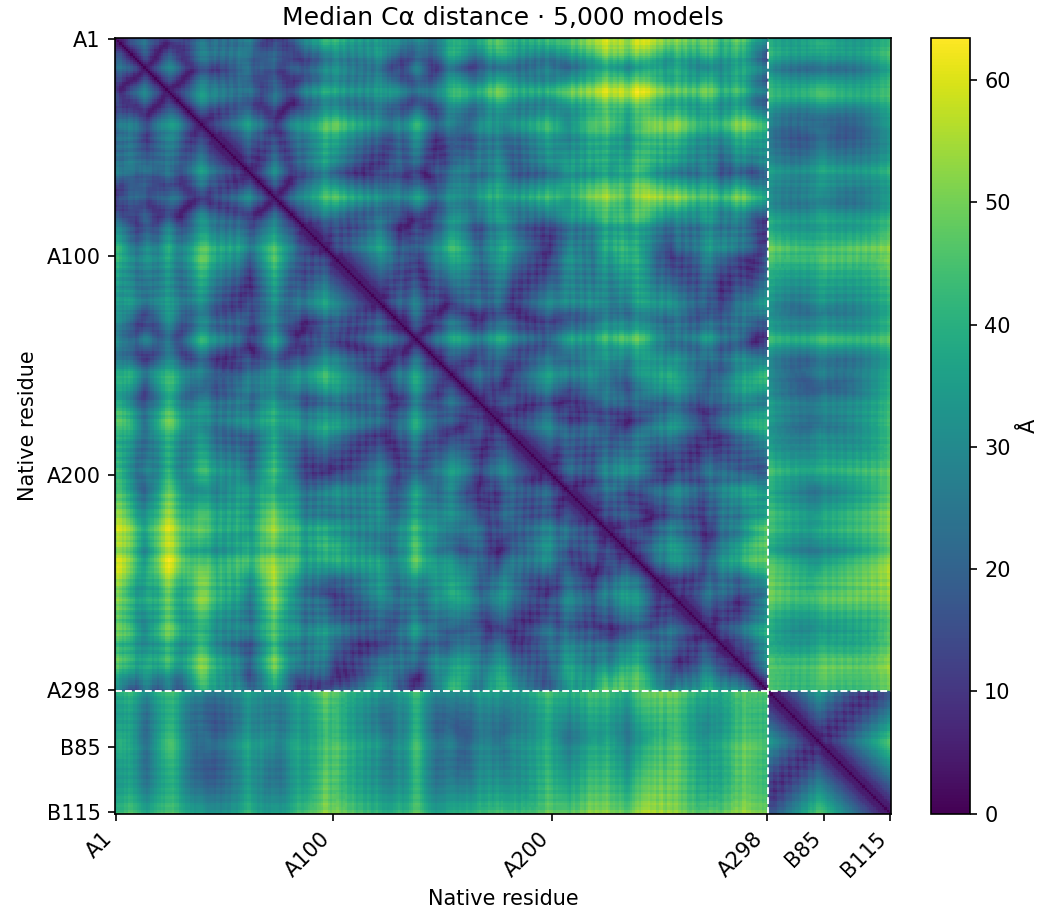 Median Cα distance · 5,000 models
A1
A100
A200
A298
B85
B115
Native residue
A1
A100
A200
A298
B85
B115
Native residue
60
50
40
30
20
10
0
Å